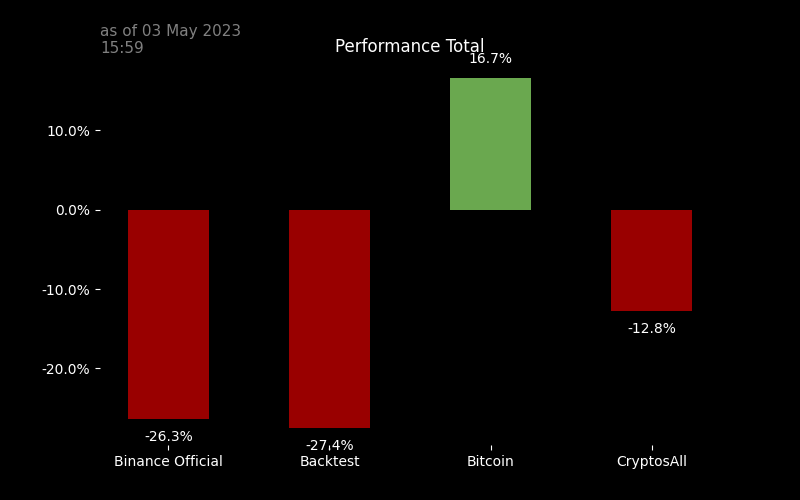 as of 03 May 2023
15:59
Performance Total
16.7%
10.0%
0.0%
-10.0%
-12.8%
-20.0%
-26.3%
-27.4%
Binance Official
Backtest
Bitcoin
CryptosAll